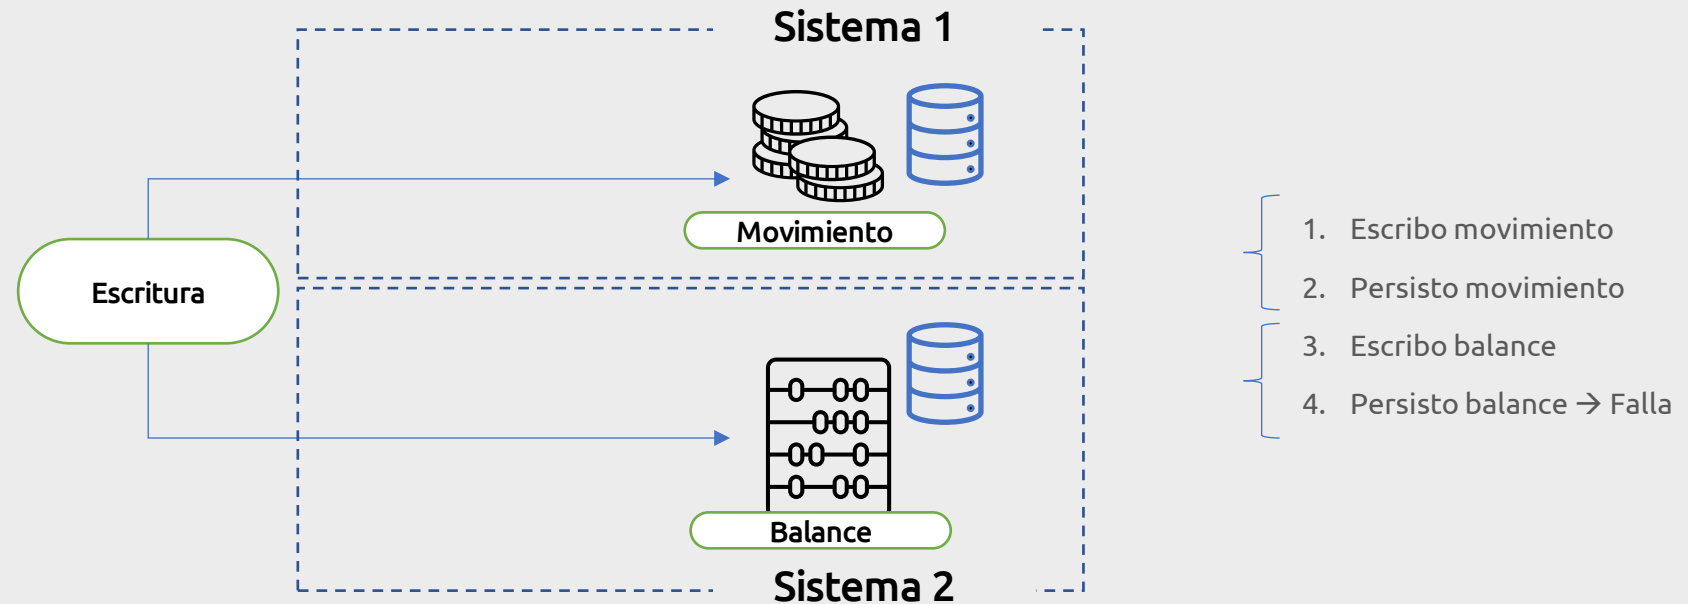 Sistema 1
Movimiento
Escritura
Balance
Sistema 2
1. Escribo movimiento
2. Persisto movimiento
3. Escribo balance
4. Persisto balance → Falla